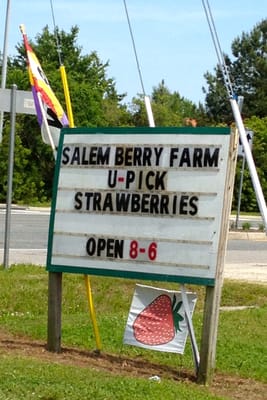 SALEM BERRY FARM
U-PICK
STRAWBERRIES
OPEN 8-6